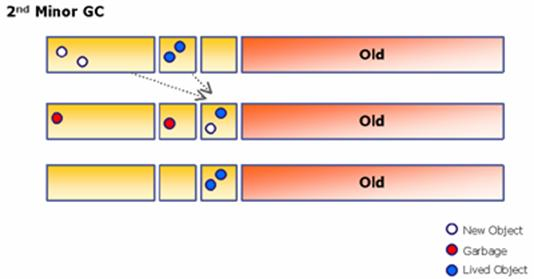 2nd Minor GC
Old
Old
Old
New Object
Garbage
Lived Object